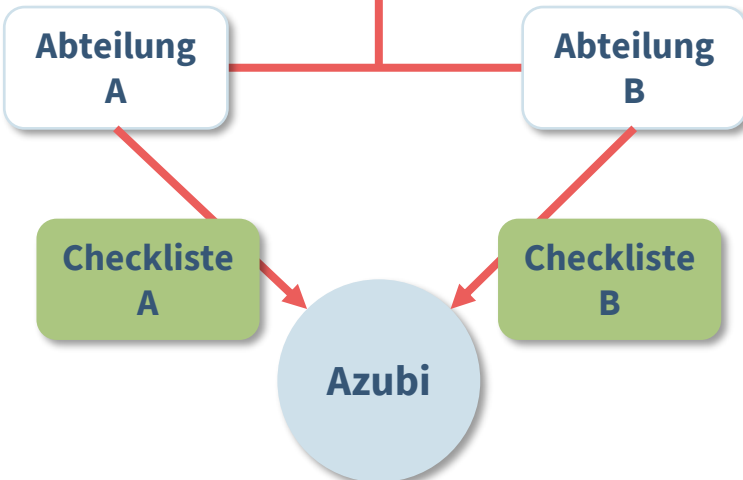 Abteilung
A
Abteilung
B
Checkliste
A
Checkliste
B
Azubi